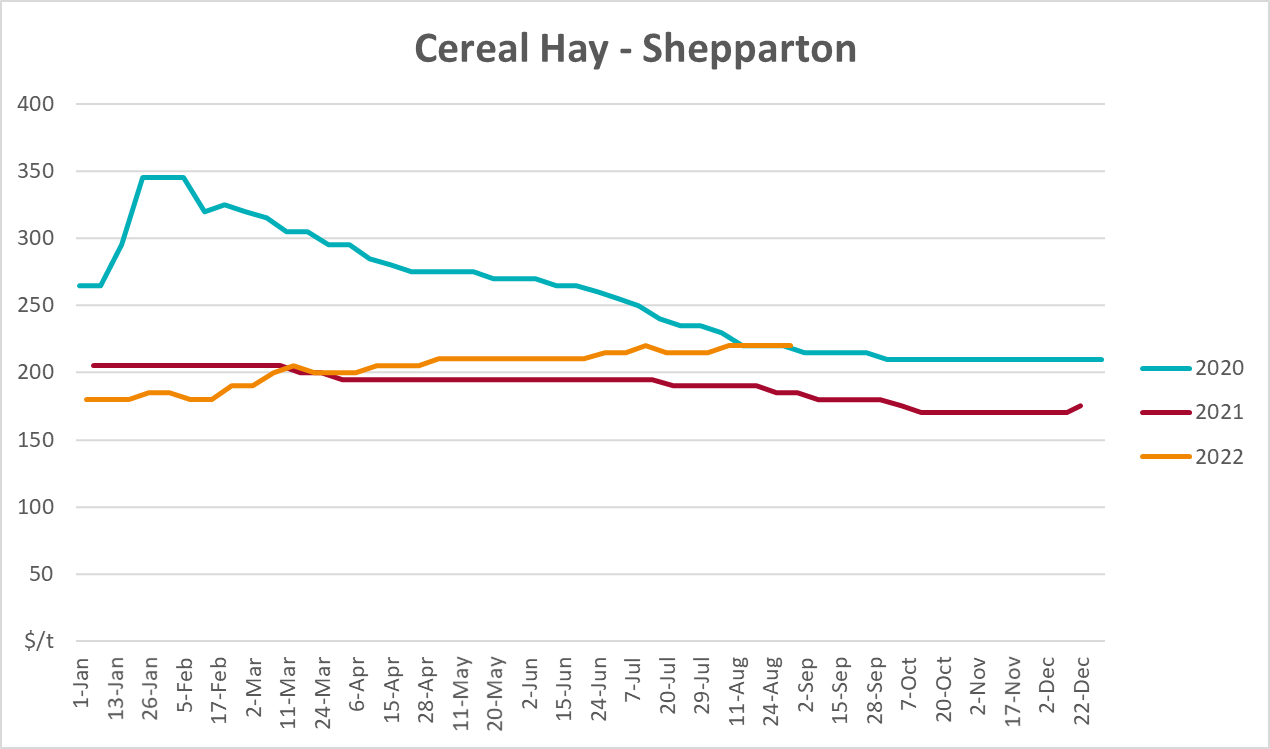 Cereal Hay - Shepparton
400
350
300
250
200
150
100
50
$/t
1-Jan
13-Jan
26-Jan
5-Feb
17-Feb
2-Mar
11-Mar
24-Mar
6-Apr
15-Apr
28-Apr
11-May
20-May
2-Jun
15-Jun
24-Jun
7-Jul
20-Jul
29-Jul
11-Aug
24-Aug
2-Sep
15-Sep
28-Sep
7-Oct
20-Oct
2-Nov
17-Nov
2-Dec
22-Dec
2020
2021
2022